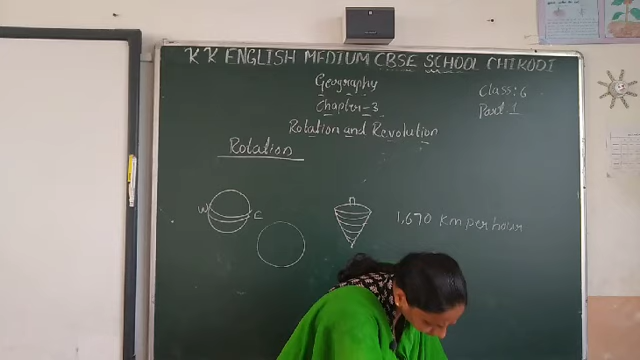 K K ENGLISH MEDIUM CBSE SCHOOL CHIKODI
Geography
Class: 6
Chapter-3
Part 1
Rotation and Revolution
Rotation
W
E
1,670 Km per hour